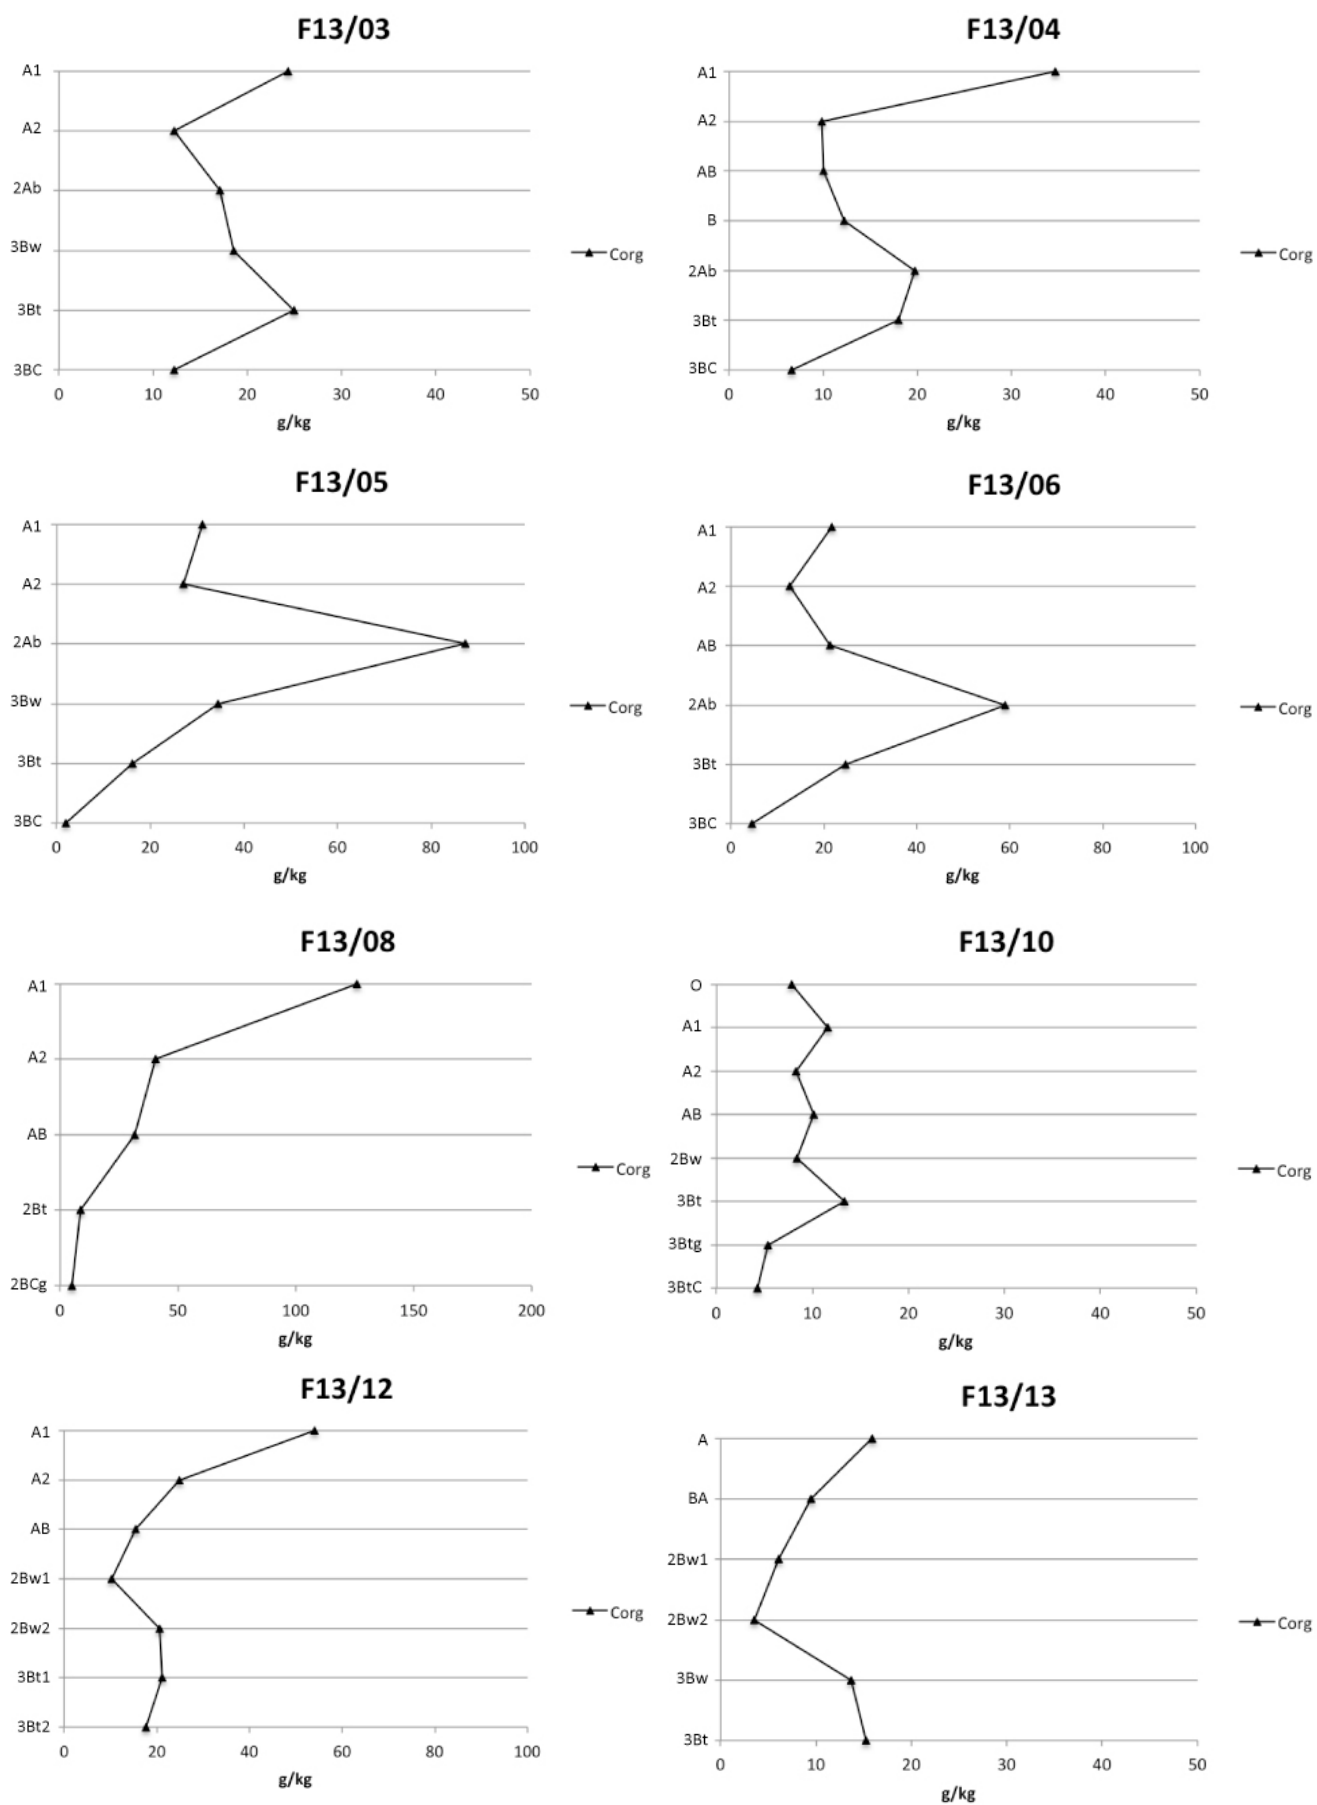 F13/03
A1
A2
2Ab
3Bw
3Bt
3BC
0 10 20 30 40 50
g/kg
Corg
F13/04
A1
A2
AB
B
2Ab
3Bt
3BC
0 10 20 30 40 50
g/kg
Corg
F13/05
A1
A2
2Ab
3Bw
3Bt
3BC
0 20 40 60 80 100
g/kg
Corg
F13/06
A1
A2
AB
2Ab
3Bt
3BC
0 20 40 60 80 100
g/kg
Corg
F13/08
A1
A2
AB
2Bt
2BCg
0 50 100 150 200
g/kg
Corg
F13/10
O
A1
A2
AB
2Bw
3Bt
3Btg
3BtC
0 10 20 30 40 50
g/kg
Corg
F13/12
A1
A2
AB
2Bw1
2Bw2
3Bt1
3Bt2
0 20 40 60 80 100
g/kg
Corg
F13/13
A
BA
2Bw1
2Bw2
3Bw
3Bt
0 10 20 30 40 50
g/kg
Corg